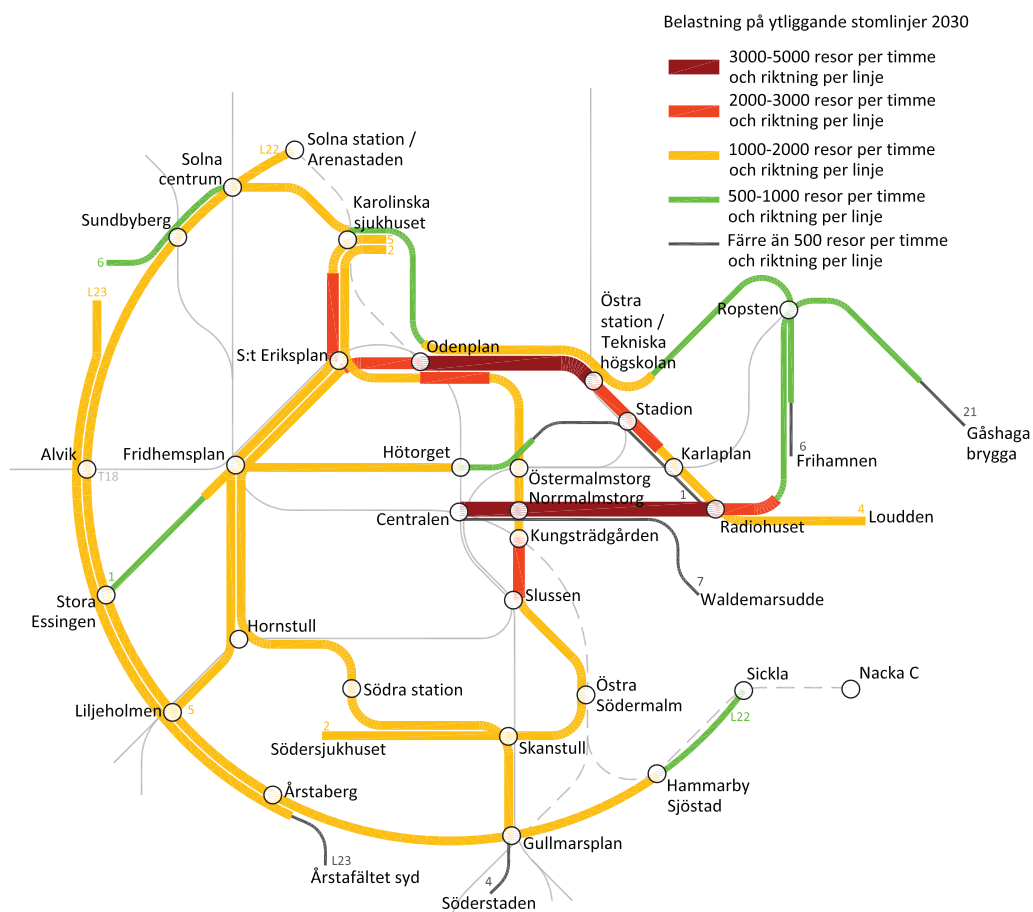 Belastning på ytliggande stomlinjer 2030
3000-5000 resor per timme
och riktning per linje
2000-3000 resor per timme
och riktning per linje
1000-2000 resor per timme
och riktning per linje
500-1000 resor per timme
och riktning per linje
Färre än 500 resor per timme
och riktning per linje
L22
Solna station /
Arenastaden
Solna
centrum
Karolinska
sjukhuset
Sundbyberg
5
2
6
L23
Östra
station /
Tekniska
högskolan
Ropsten
S:t Eriksplan
Odenplan
Stadion
21
Gåshaga
brygga
Alvik
T18
Fridhemsplan
Hötorget
Karlaplan
6
Frihamnen
Östermalmstorg
Norrmalmstorg
1
Centralen
Radiohuset
4
Loudden
Kungsträdgården
1
Stora
Essingen
Slussen
7
Waldemarsudde
Hornstull
Sickla
Nacka C
Södra station
Östra
Södermalm
Liljeholmen
5
L22
2
Södersjukhuset
Skanstull
Hammarby
Sjöstad
Årstaberg
Gullmarsplan
L23
Årstafältet syd
4
Söderstaden